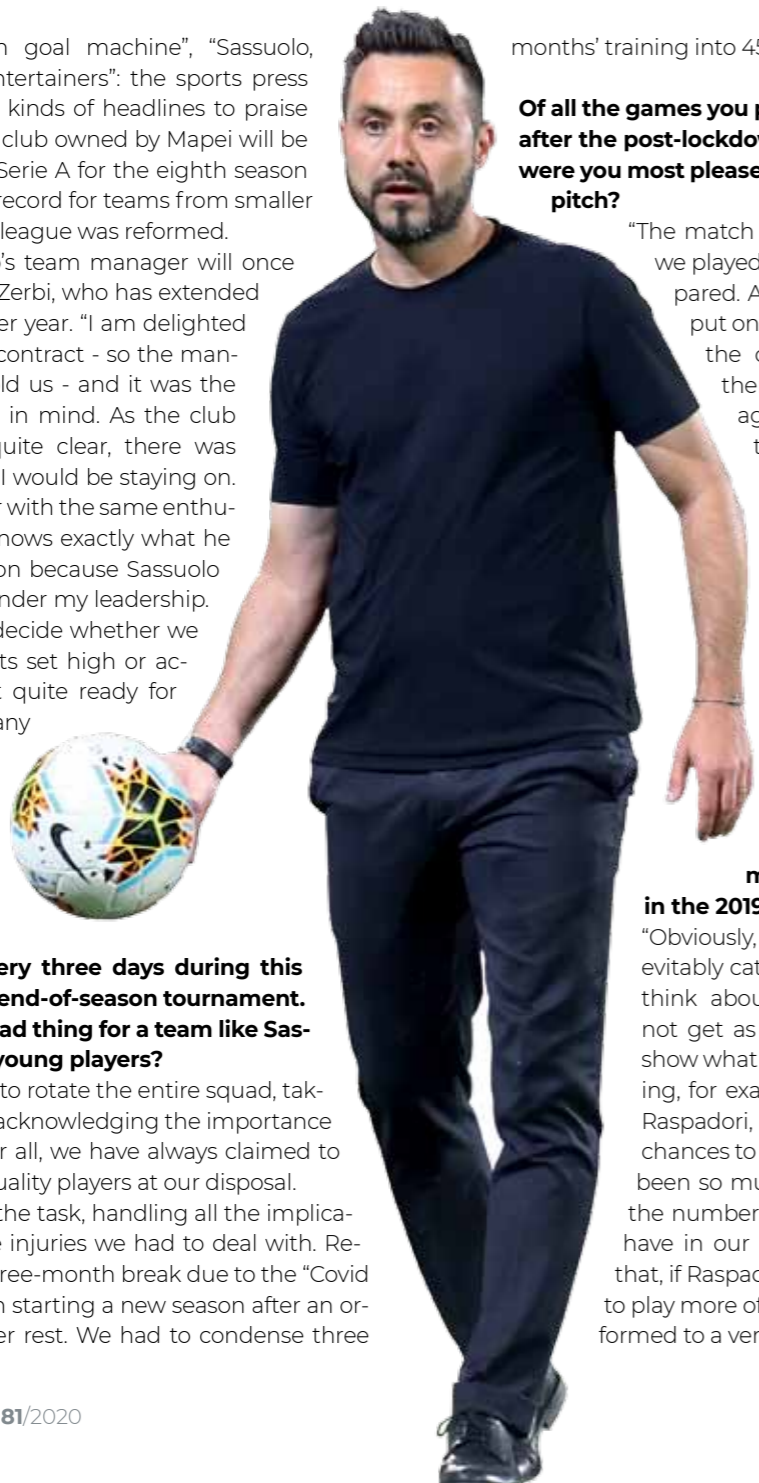 n goal machine”, “Sassuolo,
ntertainers”: the sports press
kinds of headlines to praise
club owned by Mapei will be
Serie A for the eighth season
record for teams from smaller
league was reformed.
o’s team manager will once
Zerbi, who has extended
er year. “I am delighted
contract - so the man-
ld us - and it was the
in mind. As the club
quite clear, there was
I would be staying on.
r with the same enthu-
nows exactly what he
on because Sassuolo
nder my leadership.
decide whether we
ts set high or ac-
t quite ready for
any
ery three days during this
end-of-season tournament.
ad thing for a team like Sas-
young players?
to rotate the entire squad, tak-
acknowledging the importance
r all, we have always claimed to
uality players at our disposal.
the task, handling all the implica-
e injuries we had to deal with. Re-
ree-month break due to the “Covid
n starting a new season after an or-
er rest. We had to condense three
81/2020
months’ training into 45
Of all the games you p
after the post-lockdow
were you most please
pitch?
“The match
we played
pared. A
put on
the c
the
ag
t
m
in the 2019
“Obviously,
evitably cat
think abou
not get as
show what
ing, for exa
Raspadori,
chances to
been so mu
the number
have in our
that, if Raspad
to play more of
formed to a ver